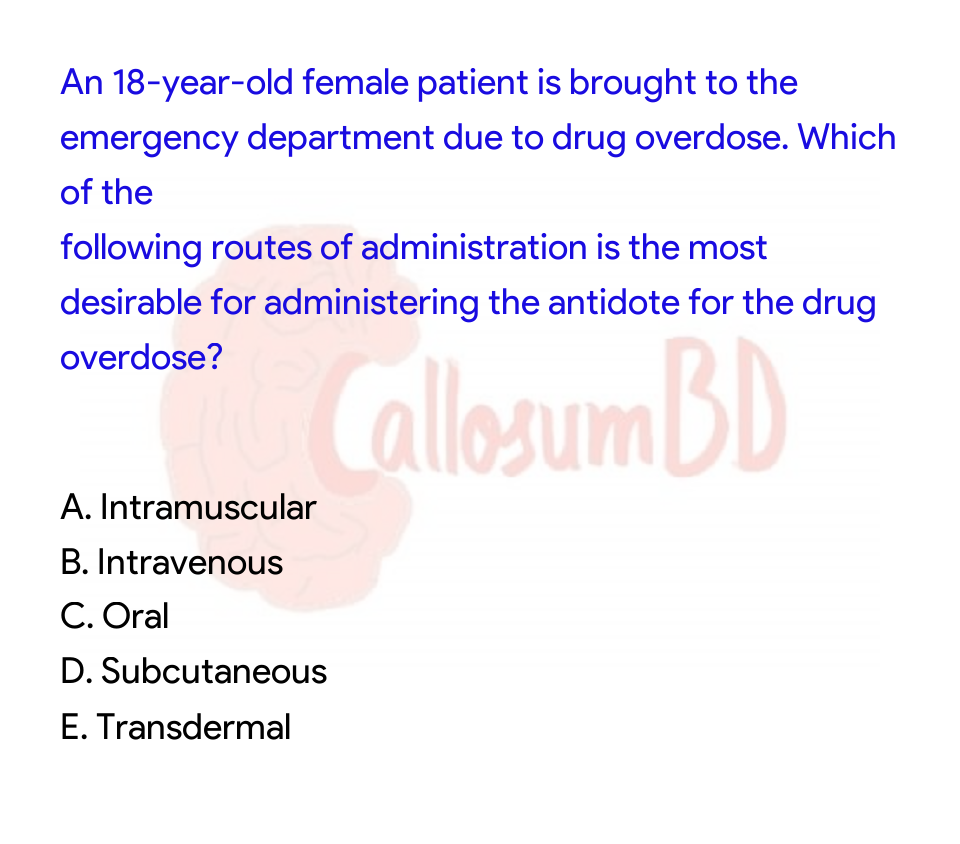 An 18-year-old female patient is brought to the
emergency department due to drug overdose. Which
of the
following routes of administration is the most
desirable for administering the antidote for the drug
overdose?
CallosumBD
A. Intramuscular
B. Intravenous
C. Oral
D. Subcutaneous
E. Transdermal